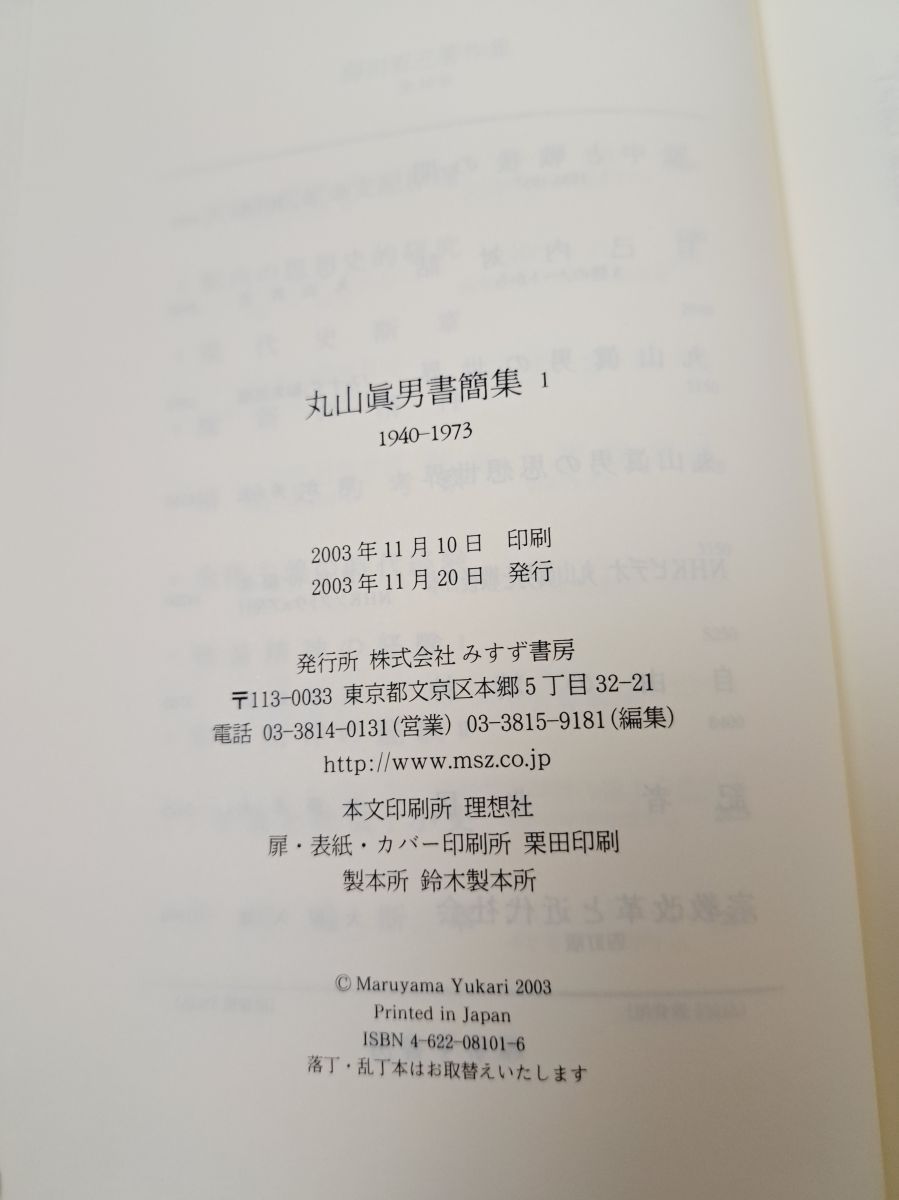 丸山眞男書簡集 1
1940-1973
2003年11月10日 印刷
2003年11月20日 発行
発行所 株式会社 みすず書房
〒113-0033 東京都文京区本郷5丁目32-21
電話 03-3814-0131(営業) 03-3815-9181(編集)
http://www.msz.co.jp
本文印刷所 理想社
扉・表紙・カバー印刷所 栗田印刷
製本所 鈴木製本所
© Maruyama Yukari 2003
Printed in Japan
ISBN 4-622-08101-6
落丁・乱丁本はお取替えいたします